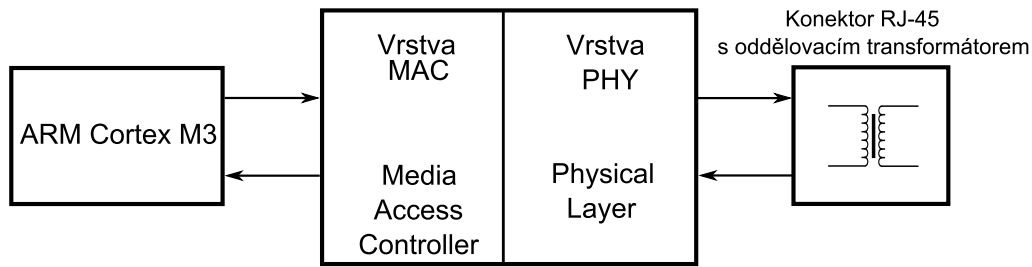 ARM Cortex M3
Vrstva
MAC
Media
Access
Controller
Vrstva
PHY
Physical
Layer
Konektor RJ-45
s oddělovacím transformátorem